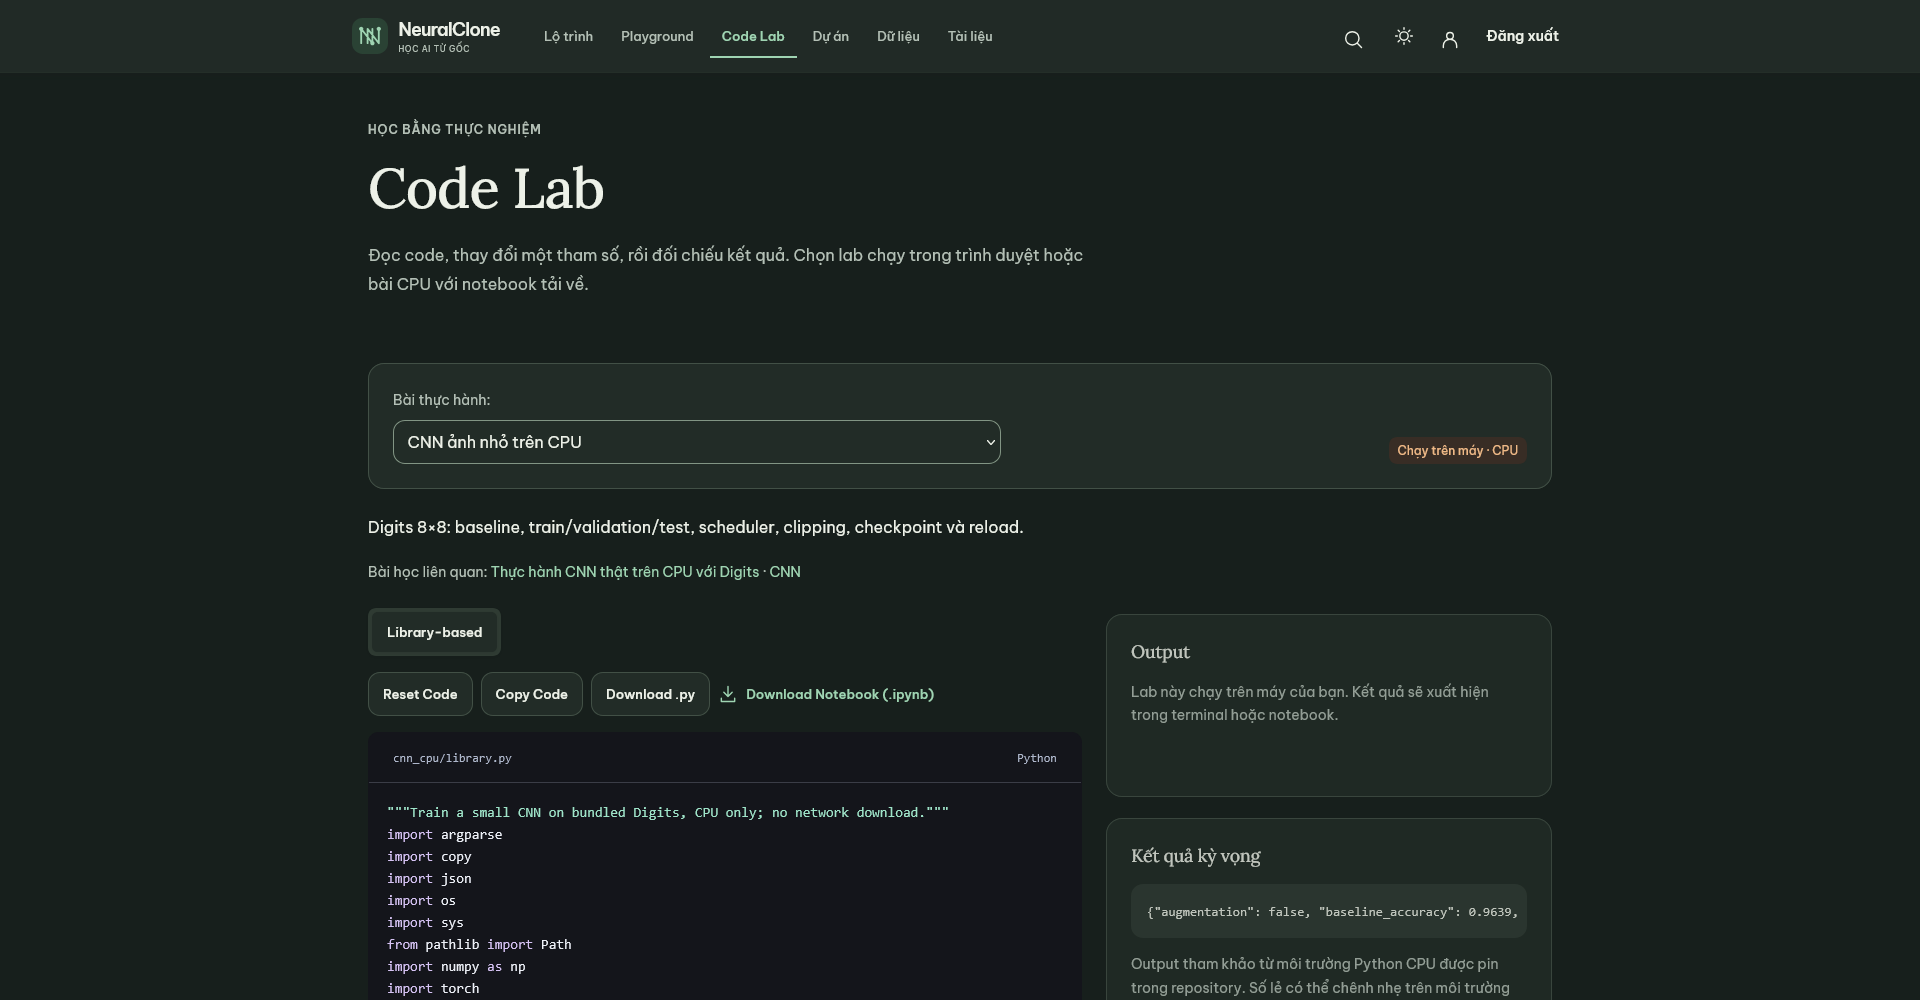 NeuralClone
HỌC AI TỪ GỐC
Lộ trình
Playground
Code Lab
Dự án
Dữ liệu
Tài liệu
Đăng xuất
HỌC BẰNG THỰC NGHIỆM
Code Lab
Đọc code, thay đổi một tham số, rồi đối chiếu kết quả. Chọn lab chạy trong trình duyệt hoặc
bài CPU với notebook tải về.
Bài thực hành:
CNN ảnh nhỏ trên CPU
Chạy trên máy · CPU
Digits 8×8: baseline, train/validation/test, scheduler, clipping, checkpoint và reload.
Bài học liên quan: Thực hành CNN thật trên CPU với Digits · CNN
Library-based
Reset Code
Copy Code
Download .py
Download Notebook (.ipynb)
cnn_cpu/library.py
Python
"""Train a small CNN on bundled Digits, CPU only; no network download."""
import argparse
import copy
import json
import os
import sys
from pathlib import Path
import numpy as np
import torch
Output
Lab này chạy trên máy của bạn. Kết quả sẽ xuất hiện
trong terminal hoặc notebook.
Kết quả kỳ vọng
{"augmentation": false, "baseline_accuracy": 0.9639,
Output tham khảo từ môi trường Python CPU được pin
trong repository. Số lẻ có thể chênh nhẹ trên môi trường